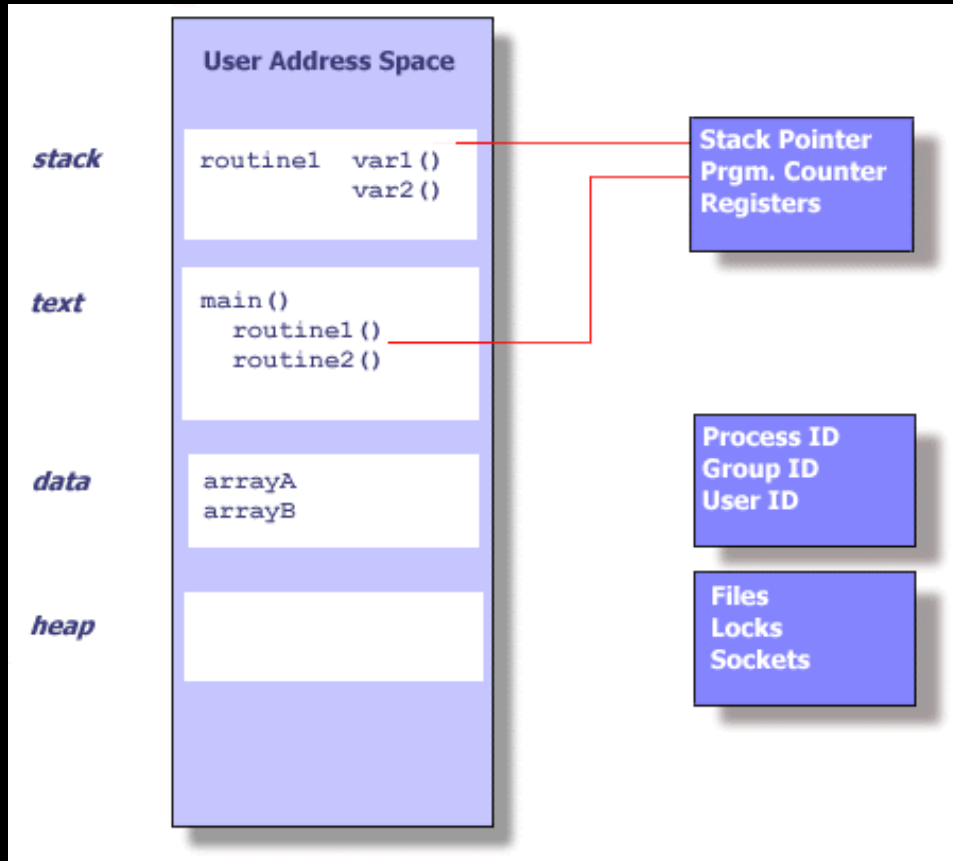 User Address Space
stack
routine1 var1()
var2()
text
main()
routine1()
routine2()
data
arrayA
arrayB
heap
Stack Pointer
Prgm. Counter
Registers
Process ID
Group ID
User ID
Files
Locks
Sockets